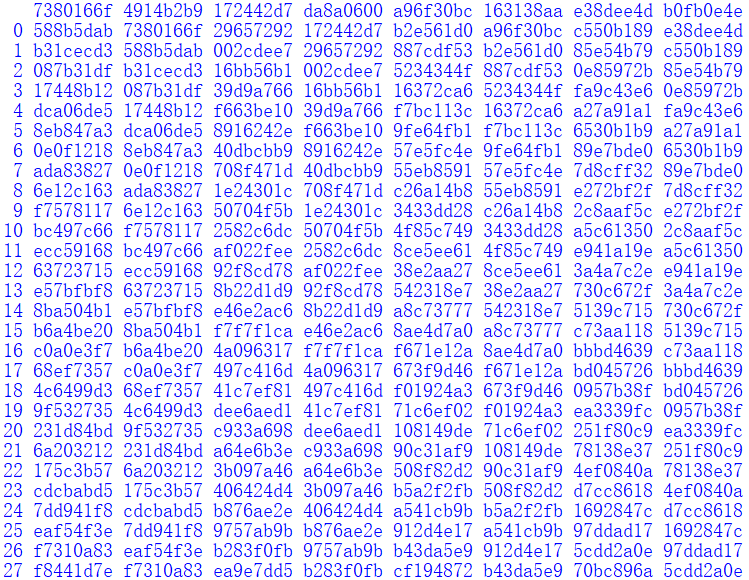 7380166f 4914b2b9 172442d7 da8a0600 a96f30bc 163138aa e38dee4d b0fb0e4e
0 588b5dab 7380166f 29657292 172442d7 b2e561d0 a96f30bc c550b189 e38dee4d
1 b31cecd3 588b5dab 002cdee7 29657292 887cdf53 b2e561d0 85e54b79 c550b189
2 087b31df b31cecd3 16bb56b1 002cdee7 5234344f 887cdf53 0e85972b 85e54b79
3 17448b12 087b31df 39d9a766 16bb56b1 16372ca6 5234344f fa9c43e6 0e85972b
4 dca06de5 17448b12 f663be10 39d9a766 f7bc113c 16372ca6 a27a91a1 fa9c43e6
5 8eb847a3 dca06de5 8916242e f663be10 9fe64fb1 f7bc113c 6530b1b9 a27a91a1
6 0e0f1218 8eb847a3 40dbcbb9 8916242e 57e5fc4e 9fe64fb1 89e7bde0 6530b1b9
7 ada83827 0e0f1218 708f471d 40dbcbb9 55eb8591 57e5fc4e 7d8cff32 89e7bde0
8 6e12c163 ada83827 1e24301c 708f471d c26a14b8 55eb8591 e272bf2f 7d8cff32
9 f7578117 6e12c163 50704f5b 1e24301c 3433dd28 c26a14b8 2c8aaf5c e272bf2f
10 bc497c66 f7578117 2582c6dc 50704f5b 4f85c749 3433dd28 a5c61350 2c8aaf5c
11 ecc59168 bc497c66 af022fee 2582c6dc 8ce5ee61 4f85c749 e941a19e a5c61350
12 63723715 ecc59168 92f8cd78 af022fee 38e2aa27 8ce5ee61 3a4a7c2e e941a19e
13 e57bfbf8 63723715 8b22d1d9 92f8cd78 542318e7 38e2aa27 730c672f 3a4a7c2e
14 8ba504b1 e57bfbf8 e46e2ac6 8b22d1d9 a8c73777 542318e7 5139c715 730c672f
15 b6a4be20 8ba504b1 f7f7f1ca e46e2ac6 8ae4d7a0 a8c73777 c73aa118 5139c715
16 c0a0e3f7 b6a4be20 4a096317 f7f7f1ca f671e12a 8ae4d7a0 bbbd4639 c73aa118
17 68ef7357 c0a0e3f7 497c416d 4a096317 673f9d46 f671e12a bd045726 bbbd4639
18 4c6499d3 68ef7357 41c7ef81 497c416d f01924a3 673f9d46 0957b38f bd045726
19 9f532735 4c6499d3 dee6aed1 41c7ef81 71c6ef02 f01924a3 ea3339fc 0957b38f
20 231d84bd 9f532735 c933a698 dee6aed1 108149de 71c6ef02 251f80c9 ea3339fc
21 6a203212 231d84bd a64e6b3e c933a698 90c31af9 108149de 78138e37 251f80c9
22 175c3b57 6a203212 3b097a46 a64e6b3e 508f82d2 90c31af9 4ef0840a 78138e37
23 cdcbabd5 175c3b57 406424d4 3b097a46 b5a2f2fb 508f82d2 d7cc8618 4ef0840a
24 7dd941f8 cdcbabd5 b876ae2e 406424d4 a541cb9b b5a2f2fb 1692847c d7cc8618
25 eaf54f3e 7dd941f8 9757ab9b b876ae2e 912d4e17 a541cb9b 97ddad17 1692847c
26 f7310a83 eaf54f3e b283f0fb 9757ab9b b43da5e9 912d4e17 5cdd2a0e 97ddad17
27 f8441d7e f7310a83 ea9e7dd5 b283f0fb cf194872 b43da5e9 70bc896a 5cdd2a0e